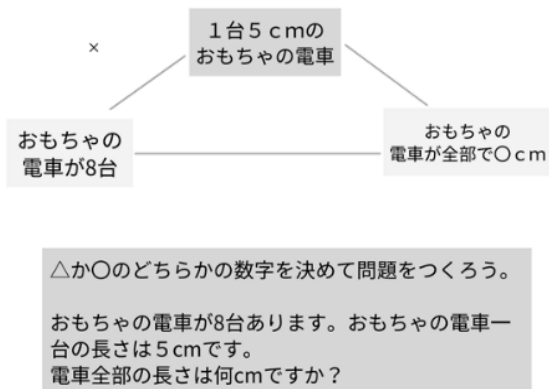 １台５ｃｍの
おもちゃの電車
×
おもちゃの
電車が8台
おもちゃの
電車が全部で〇ｃｍ
△か〇のどちらかの数字を決めて問題をつくろう。
おもちゃの電車が8台あります。おもちゃの電車一
台の長さは５cmです。
電車全部の長さは何cmですか？